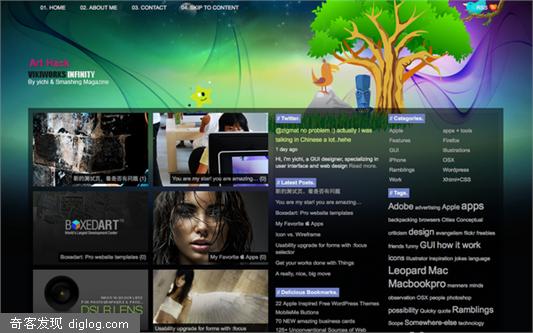 01. HOME 02. ABOUT ME 03. CONTACT 04. SKIP TO CONTENT
RSS
Art Hack
VIKIWORKS INFINITY
By yichi & Smashing Magazine
# Twitter.
@zigmat no problem :) actually I was
talking in Chinese a lot..hehe
1 day ago
Hi, I'm yichi, a GUI designer, specializing in
user interface and web design Read more.
# Categories.
Apple apps + tools
Features Firefox
GUI Illustrations
iPhone OSX
Ramblings Wordpress
Work Xhtml+CSS
新的测试页，看是否有问题 (1)
You are my star! you are amazing... (0)
# Latest Posts.
新的测试页，看是否有问题
You are my star! you are amazing...
Boxedart: Pro website templates
My Favorite Apps
Icon vs. Wireframe
Usability upgrade for forms with :focus
selector
Get your works done with Things
A really, nice, big move
# Tags.
Adobe advertising Apple apps
backpacking browsers Cities Conceptual
criticism design evangelism flickr freebies
friends funny GUI how it work
icons illustration Inspiration jokes language
Leopard Mac
Macbookpro manners minds
observation OSX people photoshop
popularity Quicky quote Ramblings
Scope Somewhere-else technology
BOXEDART
World's Largest Development Center
Boxedart: Pro website templates (0)
My Favorite Apps (0)
# Delicious Bookmarks.
22 Apple Inspired Free WordPress Themes
MobileMe Buttons
70 NEW amazing business cards
125+ Unconventional Sources of Web
DSLR LENS
Usability upgrade for forms with :focus
奇客发现 diglog.com